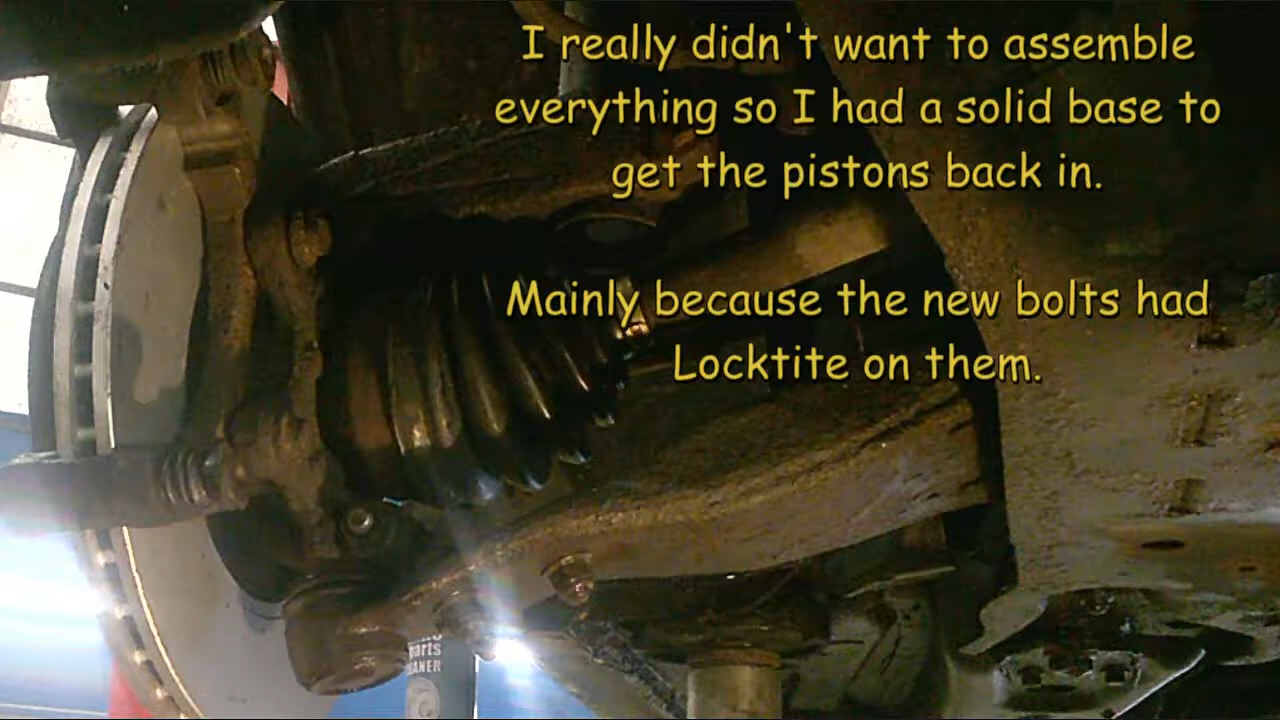 I really didn't want to assemble
everything so I had a solid base to
get the pistons back in.
Mainly because the new bolts had
Locktite on them.
parts